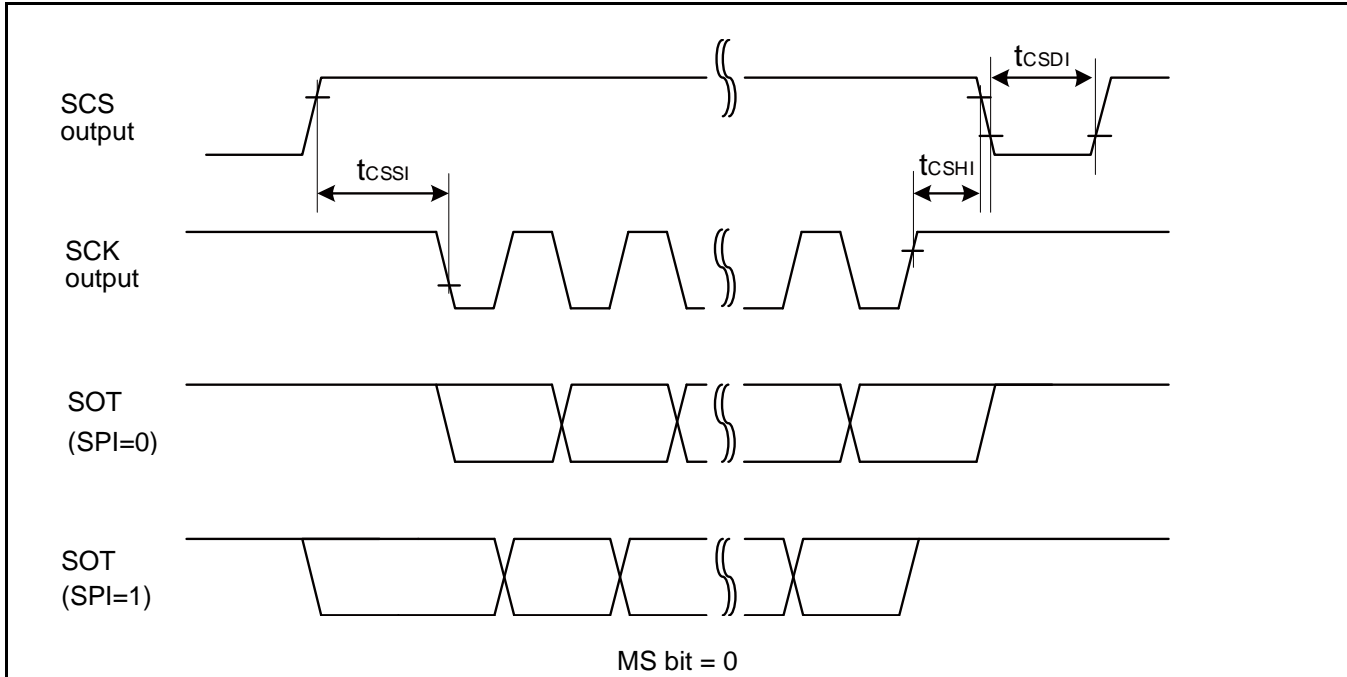 tCSDI
SCS
output
tCSSI
tCSHI
SCK
output
SOT
(SPI=0)
SOT
(SPI=1)
MS bit = 0